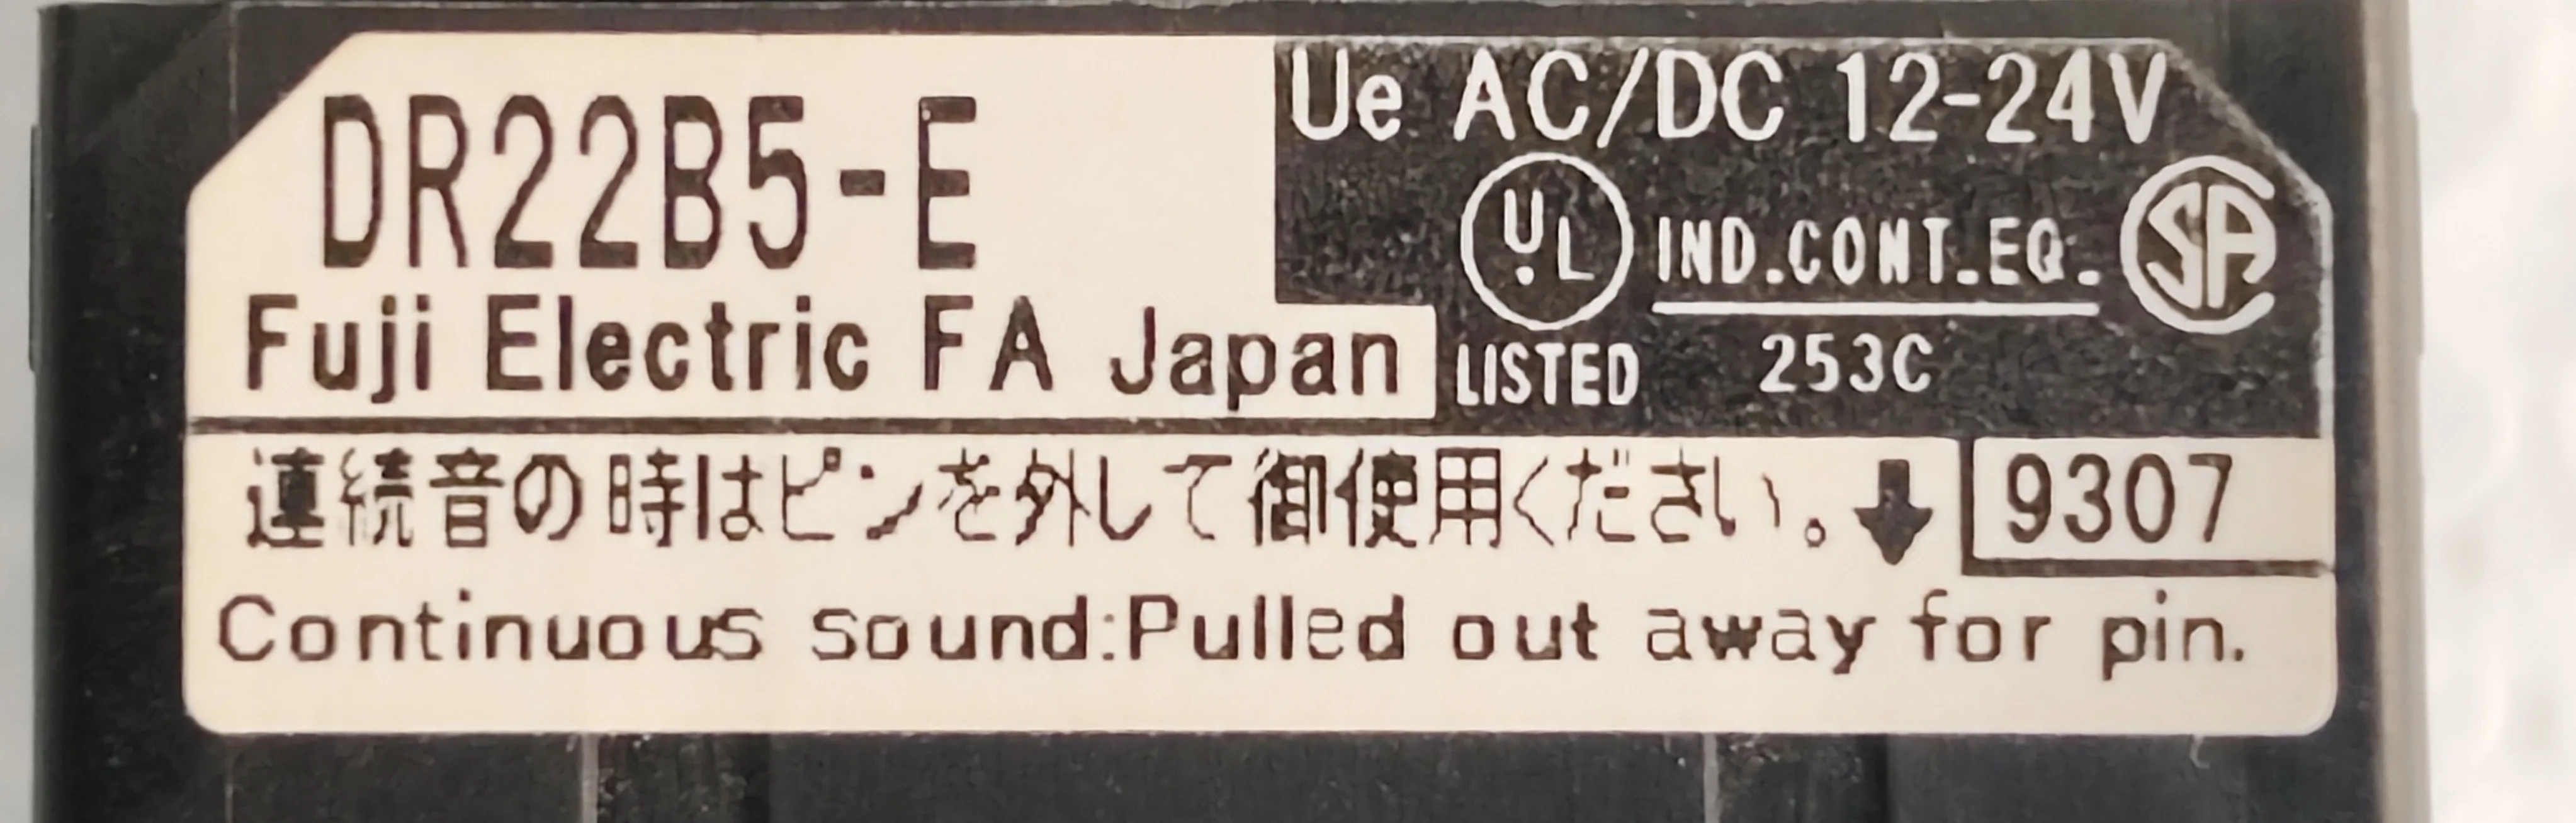 DR22B5-E
Fuji Electric FA Japan
Ue AC/DC 12-24V
UL IND.CONT.EQ. SA
LISTED 253C
連続音の時はピンを外して御使用ください。⬇ 9307
Continuous sound:Pulled out away for pin.